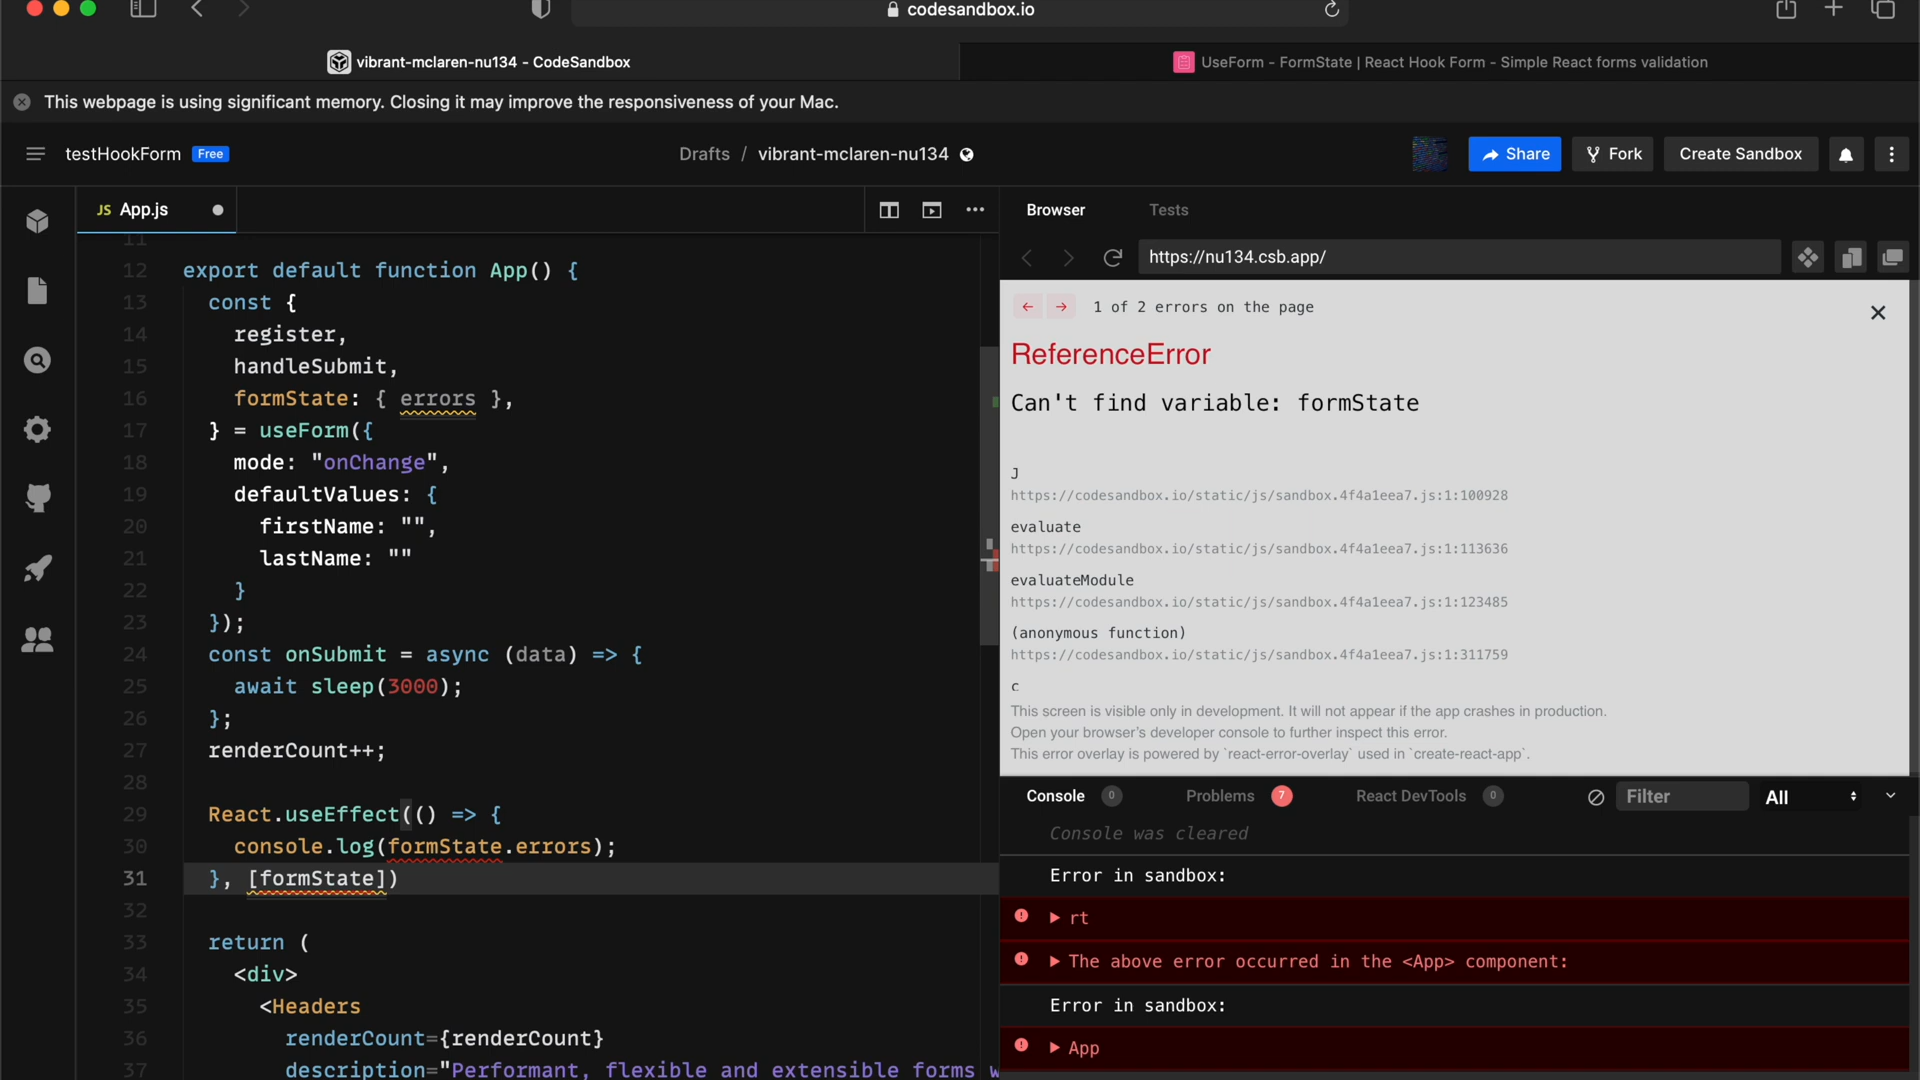 codesandbox.io
vibrant-mclaren-nu134 - CodeSandbox
UseForm - FormState | React Hook Form - Simple React forms validation
This webpage is using significant memory. Closing it may improve the responsiveness of your Mac.
testHookForm Free
Drafts / vibrant-mclaren-nu134
Share
Fork
Create Sandbox
JS App.js
11
12 export default function App() {
13 const {
14 register,
15 handleSubmit,
16 formState: { errors },
17 } = useForm({
18 mode: "onChange",
19 defaultValues: {
20 firstName: "",
21 lastName: ""
22 }
23 });
24 const onSubmit = async (data) => {
25 await sleep(3000);
26 };
27 renderCount++;
28
29 React.useEffect(() => {
30 console.log(formState.errors);
31 }, [formState])
32
33 return (
34 <div>
35 <Headers
36 renderCount={renderCount}
37 description="Performant, flexible and extensible forms w
Browser
Tests
https://nu134.csb.app/
← → 1 of 2 errors on the page
ReferenceError
Can't find variable: formState
J
https://codesandbox.io/static/js/sandbox.4f4a1eea7.js:1:100928
evaluate
https://codesandbox.io/static/js/sandbox.4f4a1eea7.js:1:113636
evaluateModule
https://codesandbox.io/static/js/sandbox.4f4a1eea7.js:1:123485
(anonymous function)
https://codesandbox.io/static/js/sandbox.4f4a1eea7.js:1:311759
c
This screen is visible only in development. It will not appear if the app crashes in production.
Open your browser's developer console to further inspect this error.
This error overlay is powered by `react-error-overlay` used in `create-react-app`.
Console 0
Problems 7
React DevTools 0
Filter
All
Console was cleared
Error in sandbox:
▶ rt
▶ The above error occurred in the <App> component:
Error in sandbox:
▶ App